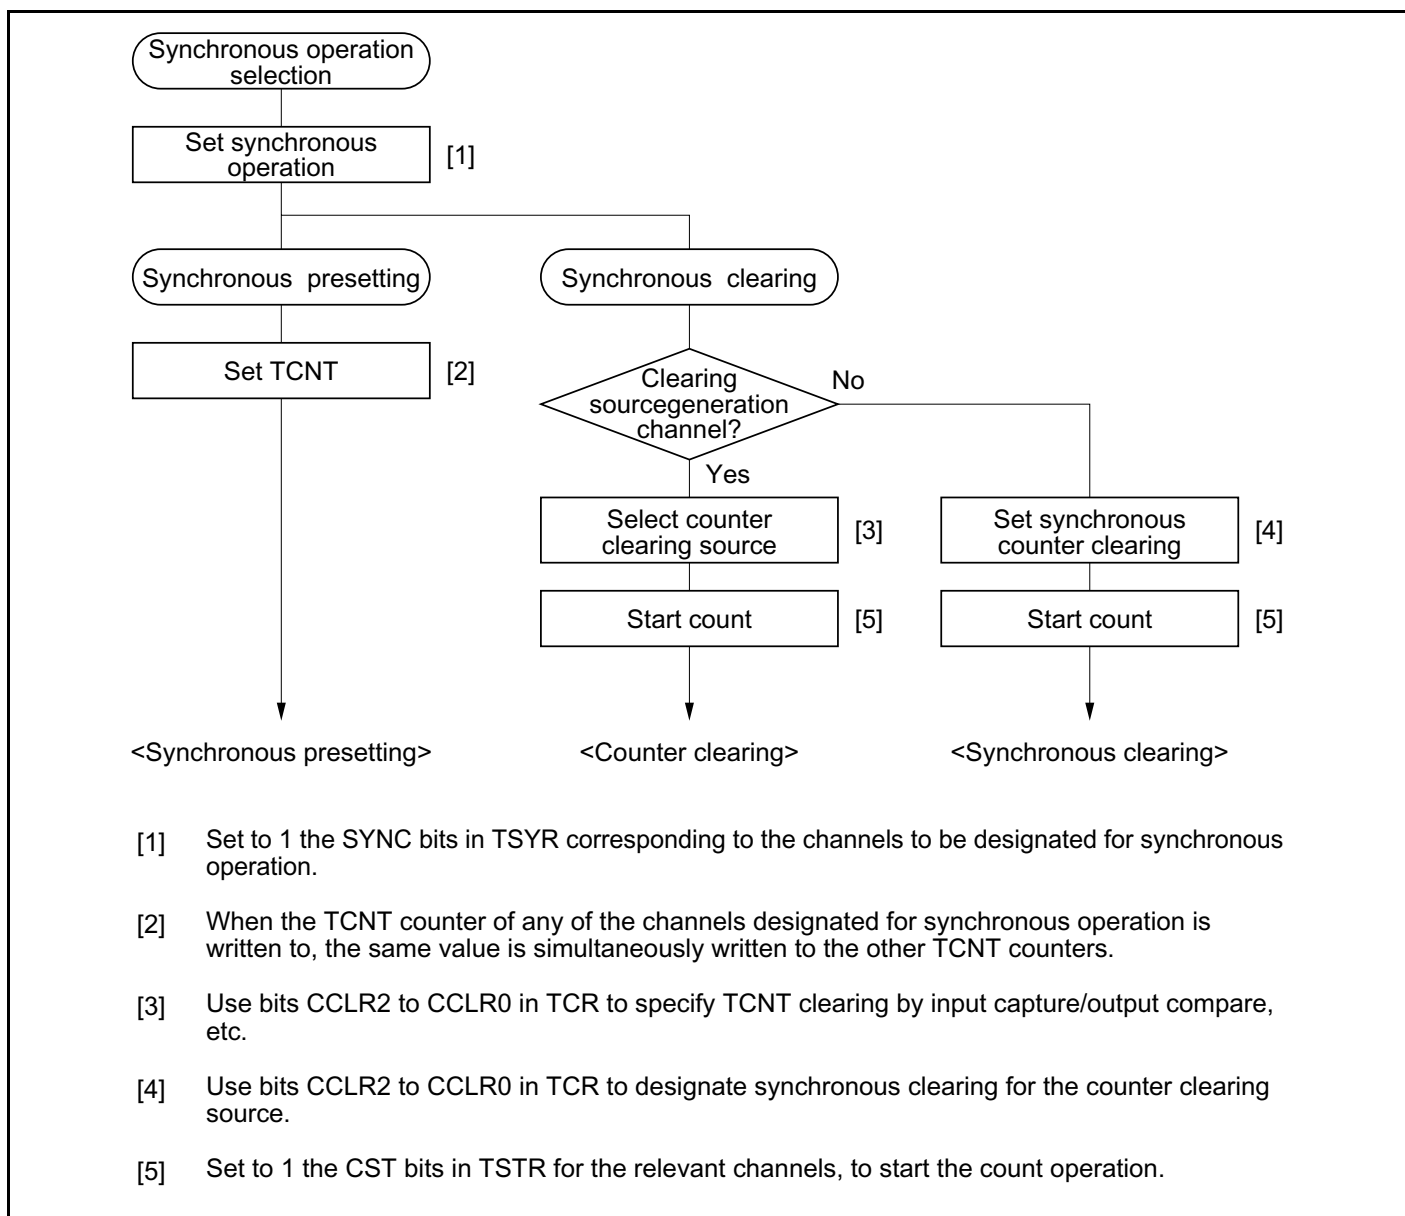 Synchronous operation
selection
Set synchronous
operation
[1]
Synchronous presetting
Synchronous clearing
Set TCNT
[2]
Clearing
sourcegeneration
channel?
No
Yes
Select counter
clearing source
[3]
Set synchronous
counter clearing
[4]
Start count
[5]
Start count
[5]
<Synchronous presetting>
<Counter clearing>
<Synchronous clearing>
[1] Set to 1 the SYNC bits in TSYR corresponding to the channels to be designated for synchronous
operation.
[2] When the TCNT counter of any of the channels designated for synchronous operation is
written to, the same value is simultaneously written to the other TCNT counters.
[3] Use bits CCLR2 to CCLR0 in TCR to specify TCNT clearing by input capture/output compare,
etc.
[4] Use bits CCLR2 to CCLR0 in TCR to designate synchronous clearing for the counter clearing
source.
[5] Set to 1 the CST bits in TSTR for the relevant channels, to start the count operation.